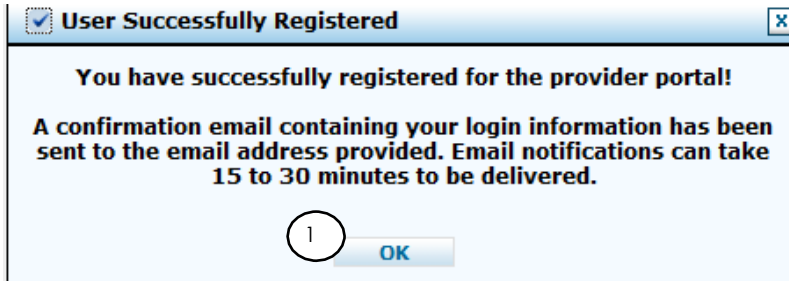 User Successfully Registered
You have successfully registered for the provider portal!
A confirmation email containing your login information has been
sent to the email address provided. Email notifications can take
15 to 30 minutes to be delivered.
1
OK